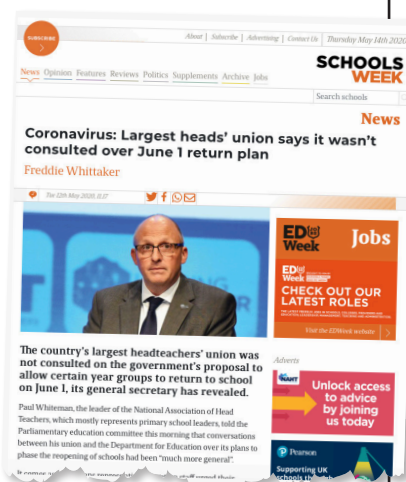 SUBSCRIBE
About | Subscribe | Advertising | Contact Us | Thursday May 14th 2020
SCHOOLS
WEEK
News Opinion Features Reviews Politics Supplements Archive Jobs
Search schools
News
Coronavirus: Largest heads' union says it wasn't
consulted over June 1 return plan
Freddie Whittaker
Tue 12th May 2020, 11.17
The country's largest headteachers' union was
not consulted on the government's proposal to
allow certain year groups to return to school
on June 1, its general secretary has revealed.
Paul Whiteman, the leader of the National Association of Head
Teachers, which mostly represents primary school leaders, told the
Parliamentary education committee this morning that conversations
between his union and the Department for Education over its plans to
phase the reopening of schools had been "much more general".
It comes
ED
Week
Jobs
ED
Week
CHECK OUT OUR
LATEST ROLES
Visit the EDWeek website
Adverts
Unlock access
to advice
by joining
us today
Pearson
Supporting UK